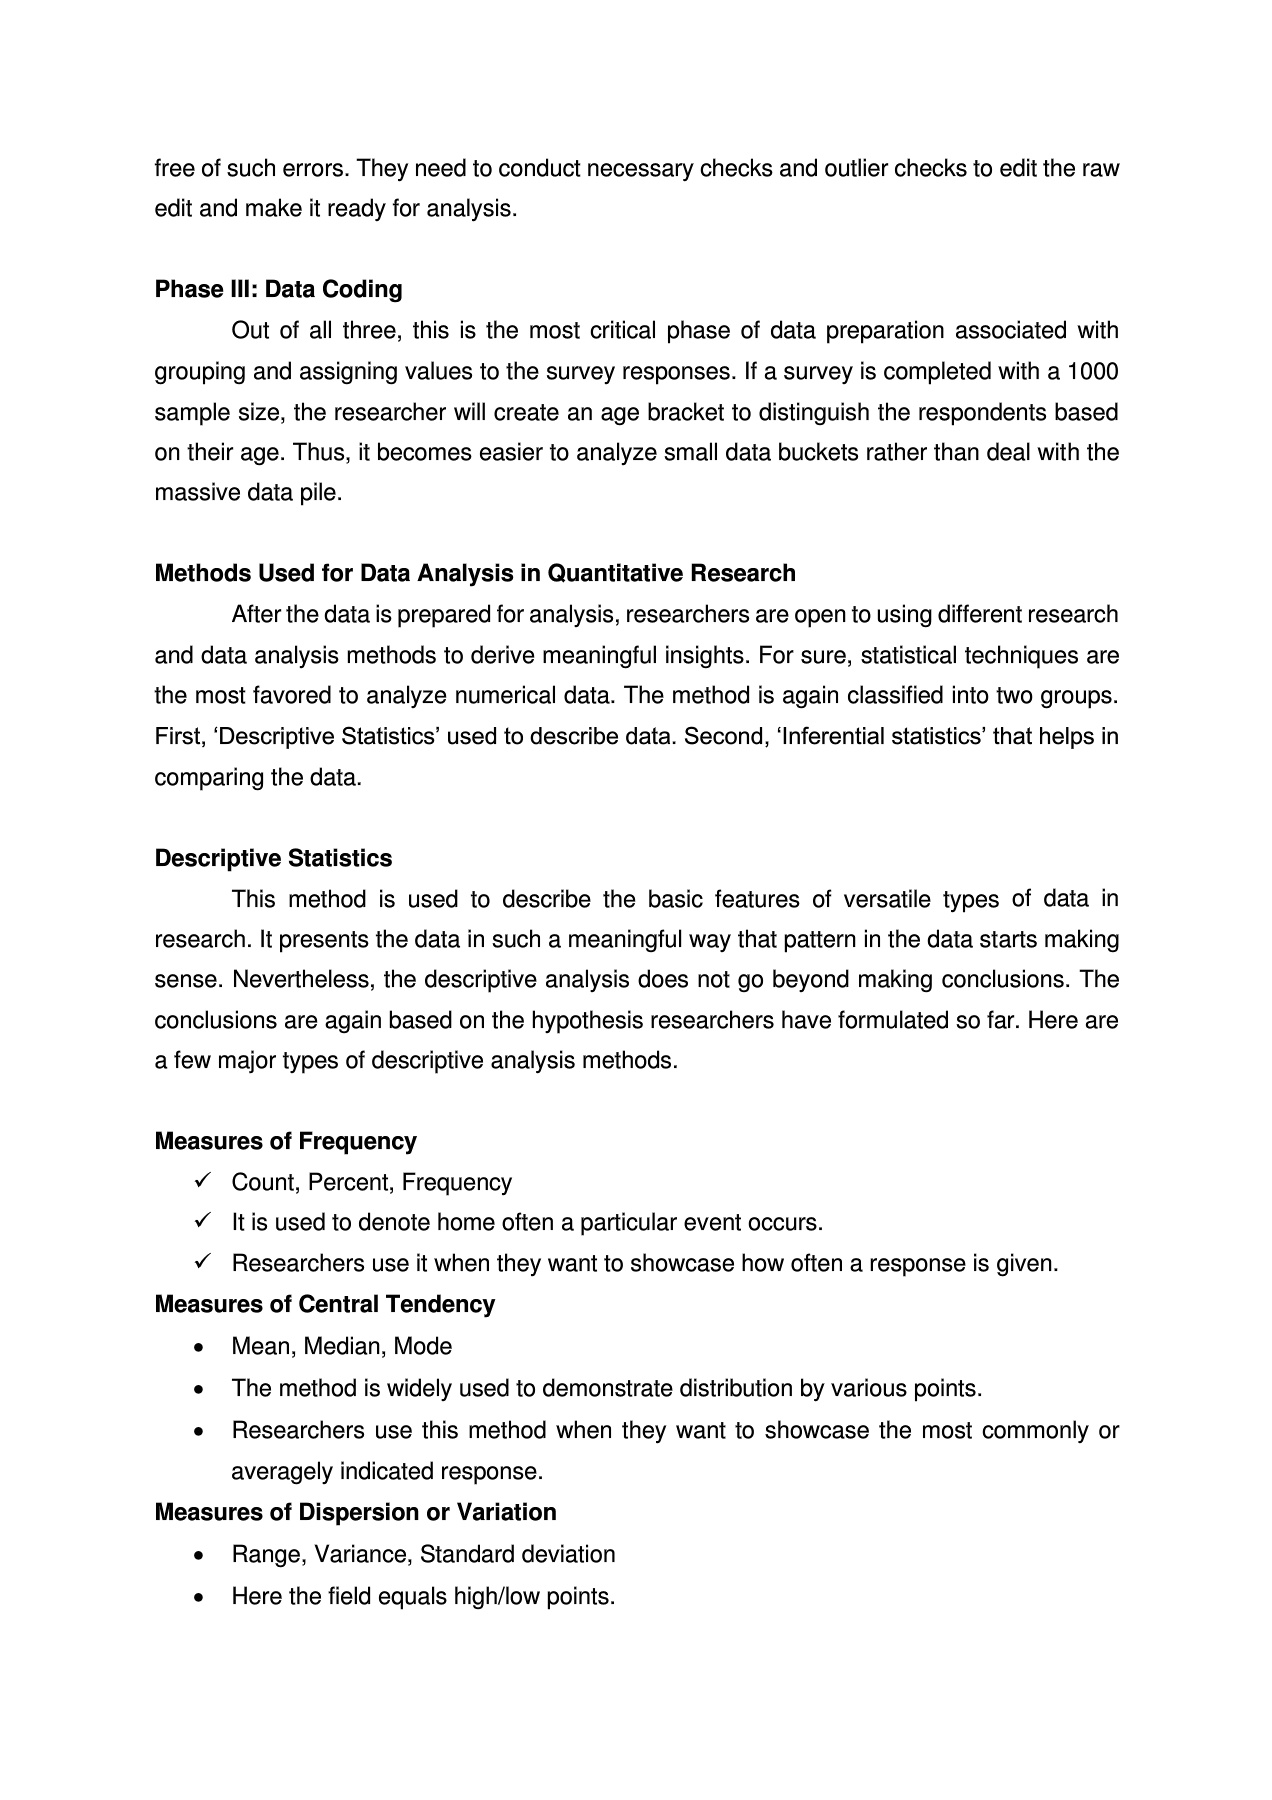 free of such errors. They need to conduct necessary checks and outlier checks to edit the raw
edit and make it ready for analysis.
Phase III: Data Coding
Out of all three, this is the most critical phase of data preparation associated with
grouping and assigning values to the survey responses. If a survey is completed with a 1000
sample size, the researcher will create an age bracket to distinguish the respondents based
on their age. Thus, it becomes easier to analyze small data buckets rather than deal with the
massive data pile.
Methods Used for Data Analysis in Quantitative Research
After the data is prepared for analysis, researchers are open to using different research
and data analysis methods to derive meaningful insights. For sure, statistical techniques are
the most favored to analyze numerical data. The method is again classified into two groups.
First, ‘Descriptive Statistics’ used to describe data. Second, ‘Inferential statistics’ that helps in
comparing the data.
Descriptive Statistics
This method is used to describe the basic features of versatile types of data in
research. It presents the data in such a meaningful way that pattern in the data starts making
sense. Nevertheless, the descriptive analysis does not go beyond making conclusions. The
conclusions are again based on the hypothesis researchers have formulated so far. Here are
a few major types of descriptive analysis methods.
Measures of Frequency
✓ Count, Percent, Frequency
✓ It is used to denote home often a particular event occurs.
✓ Researchers use it when they want to showcase how often a response is given.
Measures of Central Tendency
• Mean, Median, Mode
• The method is widely used to demonstrate distribution by various points.
• Researchers use this method when they want to showcase the most commonly or
averagely indicated response.
Measures of Dispersion or Variation
• Range, Variance, Standard deviation
• Here the field equals high/low points.